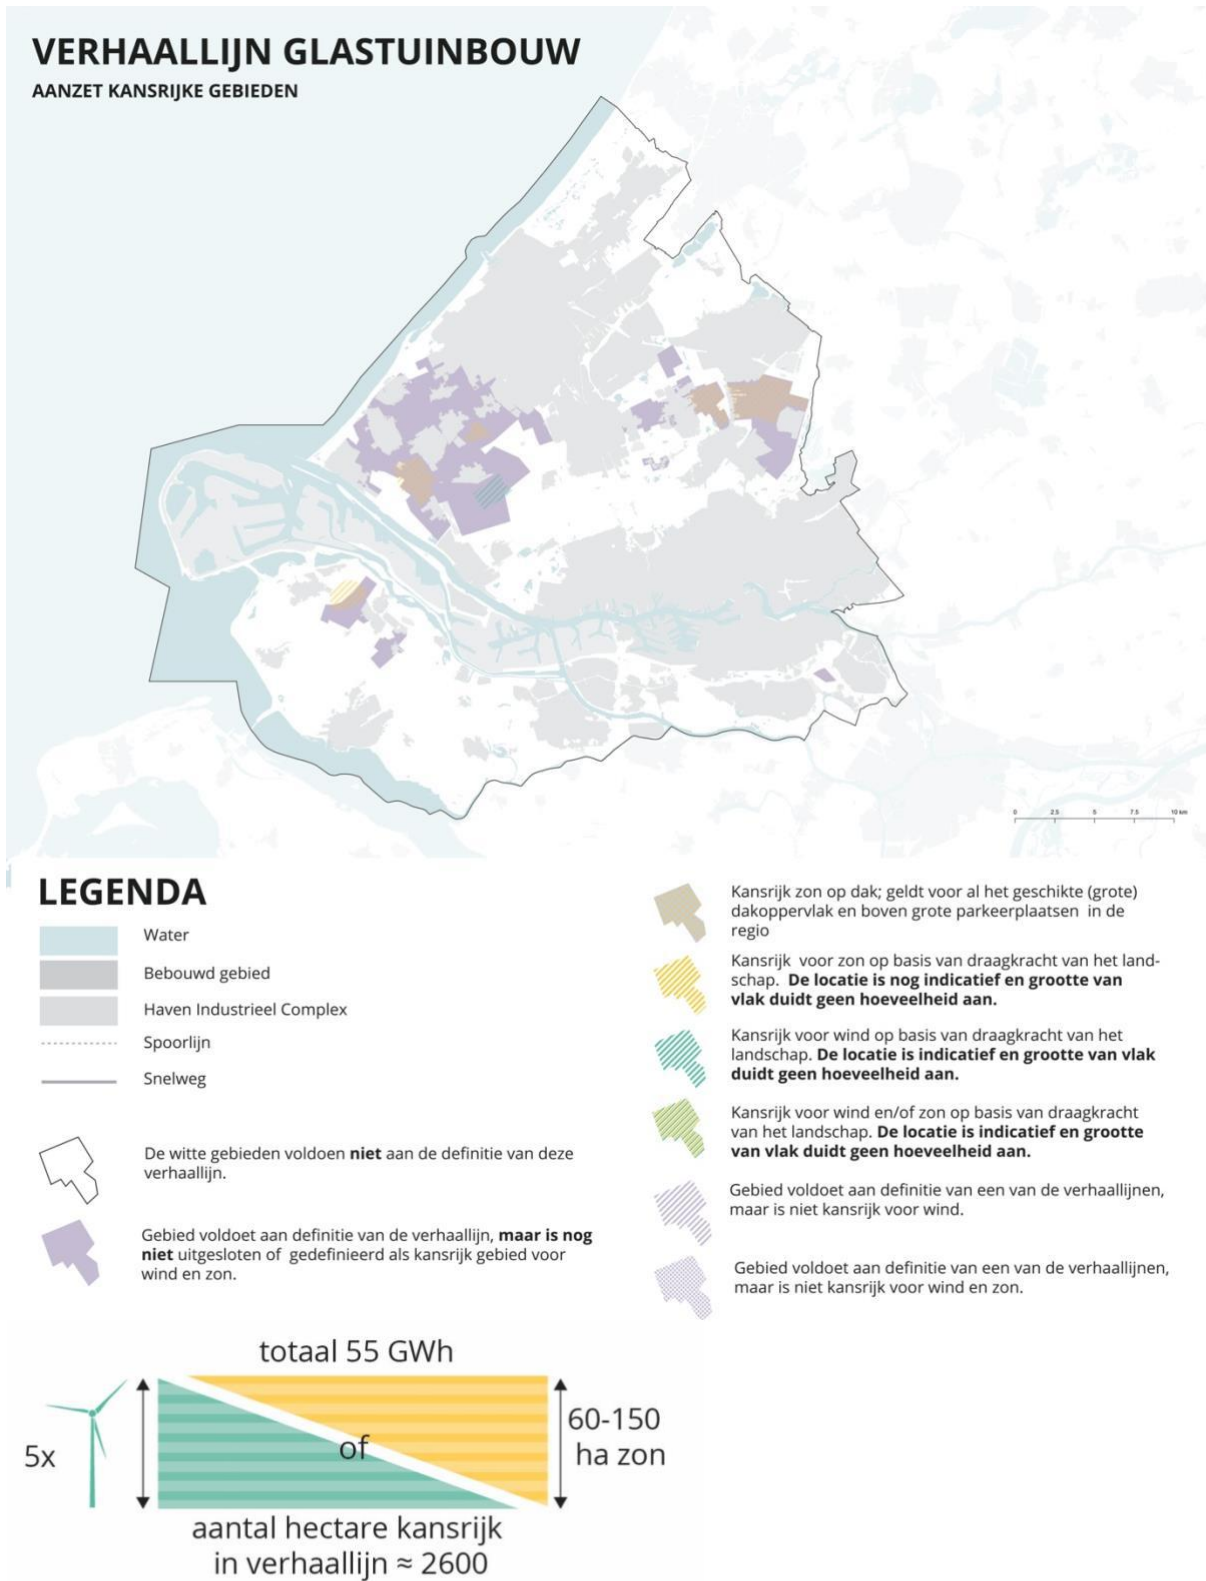 VERHAALLIJN GLASTUINBOUW
AANZET KANSRIJKE GEBIEDEN
0 2.5 5 7.5 10 km
LEGENDA
Water
Bebouwd gebied
Haven Industrieel Complex
Spoorlijn
Snelweg
De witte gebieden voldoen niet aan de definitie van deze
verhaallijn.
Gebied voldoet aan definitie van de verhaallijn, maar is nog
niet uitgesloten of gedefinieerd als kansrijk gebied voor
wind en zon.
Kansrijk zon op dak; geldt voor al het geschikte (grote)
dakoppervlak en boven grote parkeerplaatsen in de
regio
Kansrijk voor zon op basis van draagkracht van het land-
schap. De locatie is nog indicatief en grootte van
vlak duidt geen hoeveelheid aan.
Kansrijk voor wind op basis van draagkracht van het
landschap. De locatie is indicatief en grootte van vlak
duidt geen hoeveelheid aan.
Kansrijk voor wind en/of zon op basis van draagkracht
van het landschap. De locatie is indicatief en grootte
van vlak duidt geen hoeveelheid aan.
Gebied voldoet aan definitie van een van de verhaallijnen,
maar is niet kansrijk voor wind.
Gebied voldoet aan definitie van een van de verhaallijnen,
maar is niet kansrijk voor wind en zon.
totaal 55 GWh
5x
of
60-150
ha zon
aantal hectare kansrijk
in verhaallijn ≈ 2600